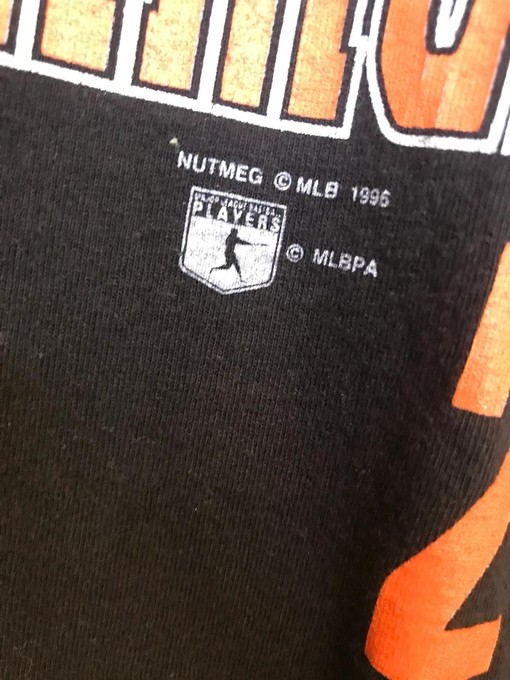 NUTMEG © MLB 1996
MAJOR LEAGUE BASEBALL
PLAYERS
© MLBPA